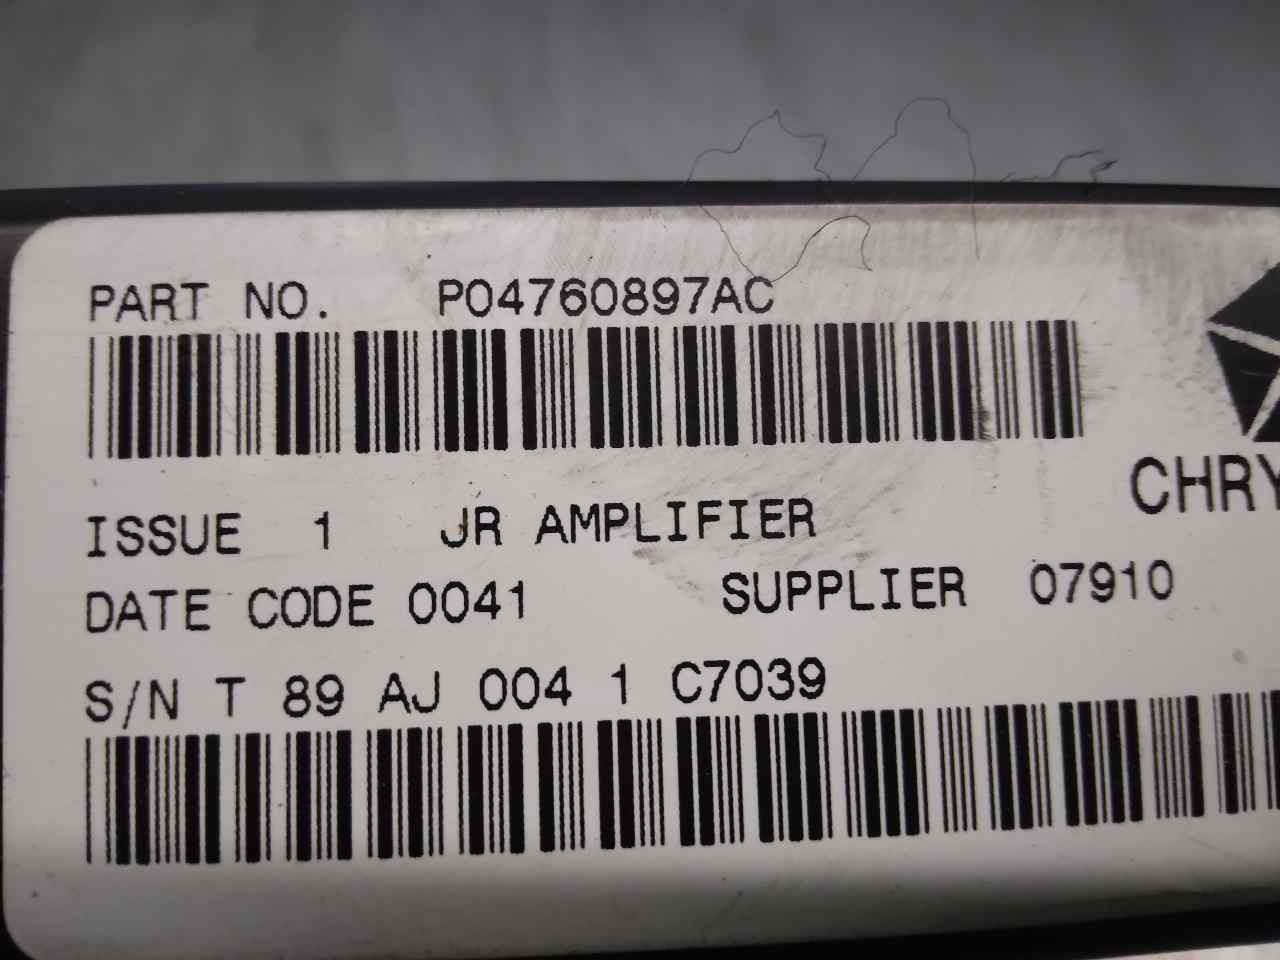 PART NO. P04760897AC
ISSUE 1 JR AMPLIFIER
CHRY
DATE CODE 0041 SUPPLIER 07910
S/N T 89 AJ 004 1 C7039